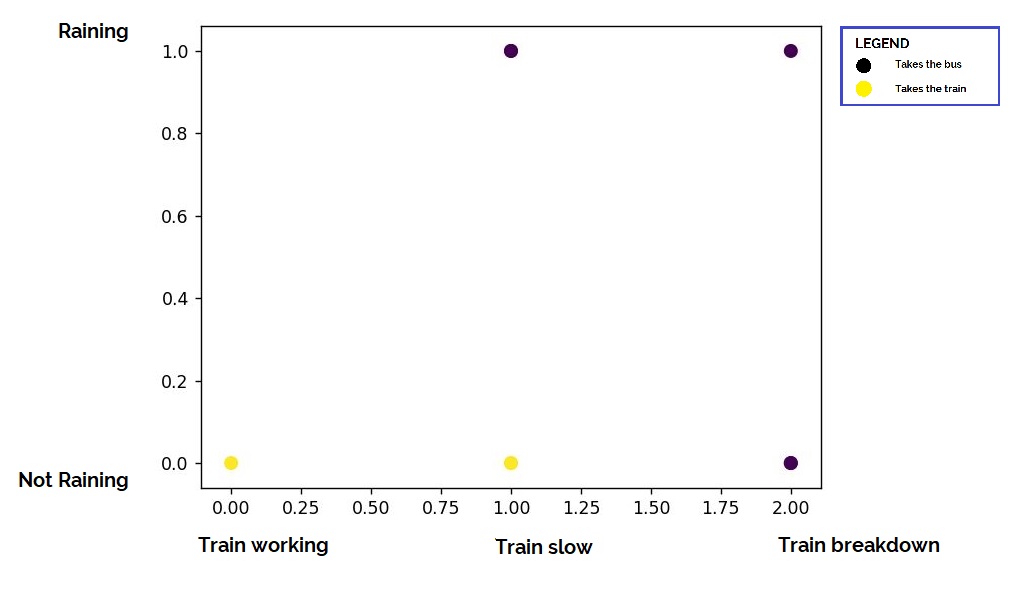 Raining
1.0
0.8
0.6
0.4
0.2
0.0
Not Raining
0.00 0.25 0.50 0.75 1.00 1.25 1.50 1.75 2.00
Train working Train slow Train breakdown
LEGEND
Takes the bus
Takes the train